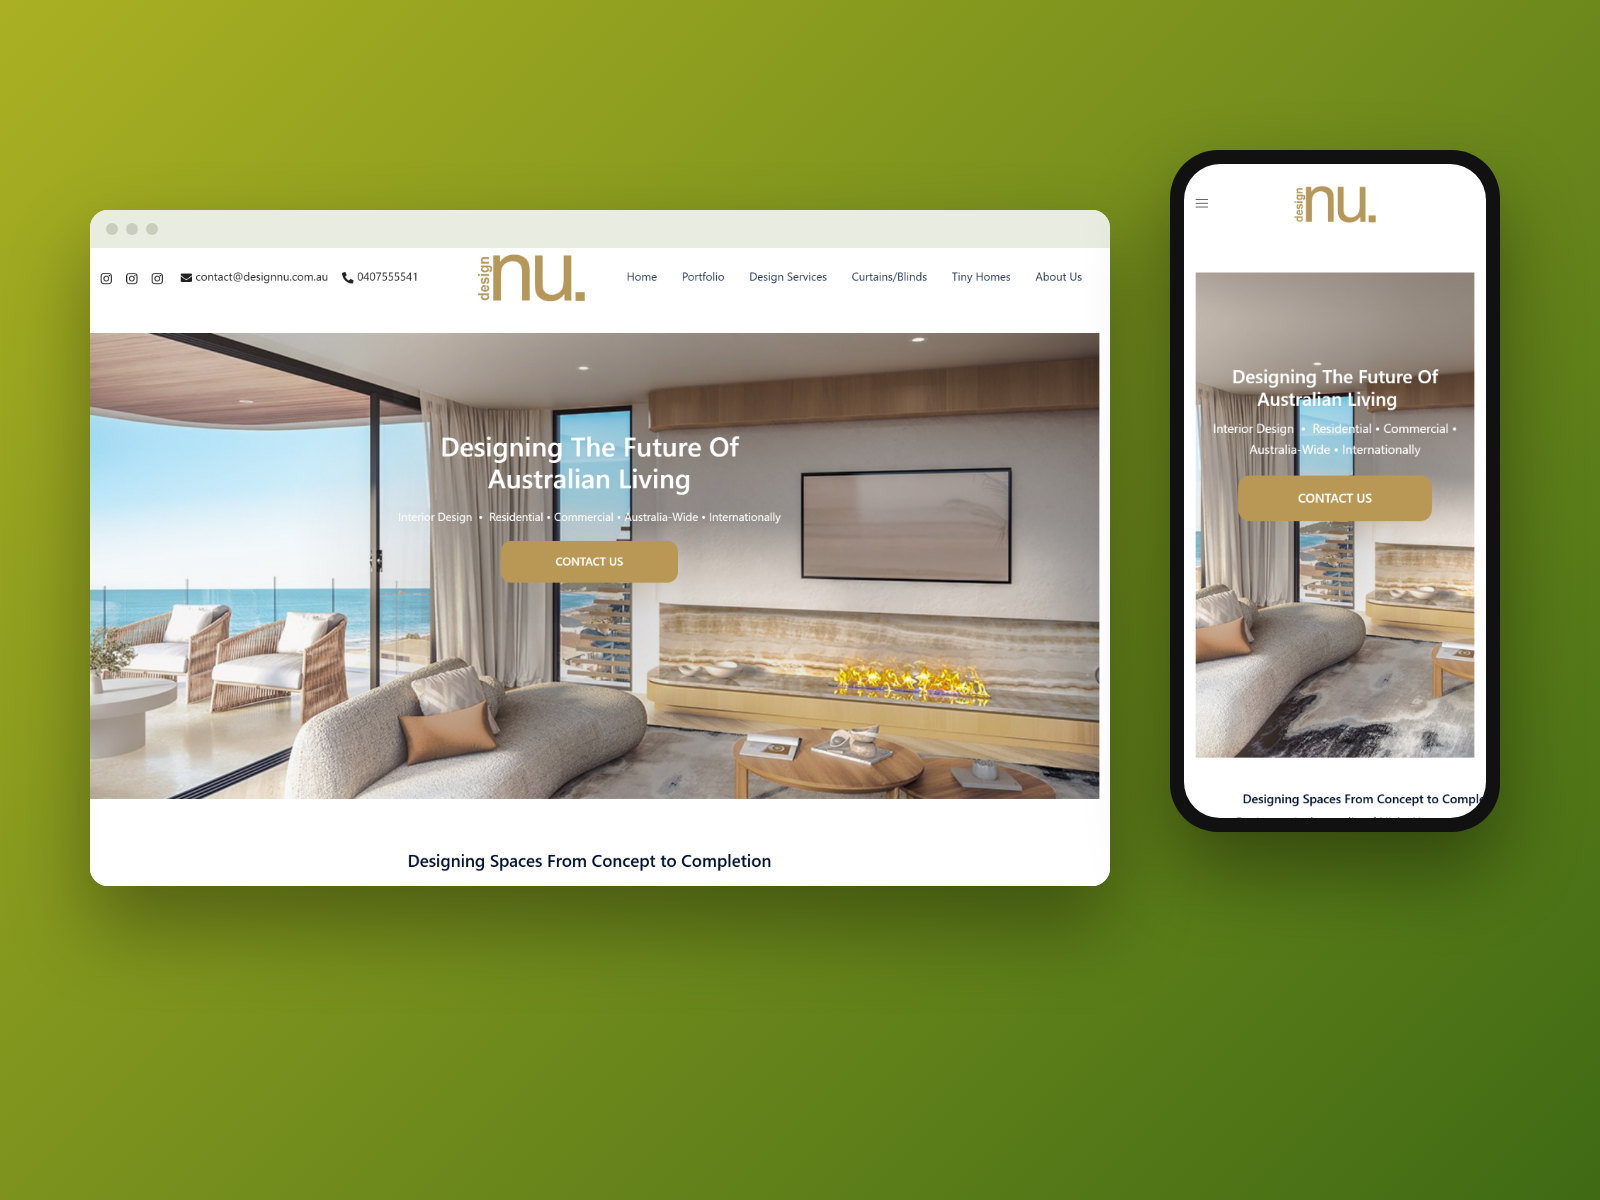 contact@designnu.com.au
0407555541
design nu.
Home Portfolio Design Services Curtains/Blinds Tiny Homes About Us
Designing The Future Of
Australian Living
Interior Design • Residential • Commercial • Australia-Wide • Internationally
CONTACT US
Designing Spaces From Concept to Completion
design nu.
Designing The Future Of
Australian Living
Interior Design • Residential • Commercial •
Australia-Wide • Internationally
CONTACT US
Designing Spaces From Concept to Comple